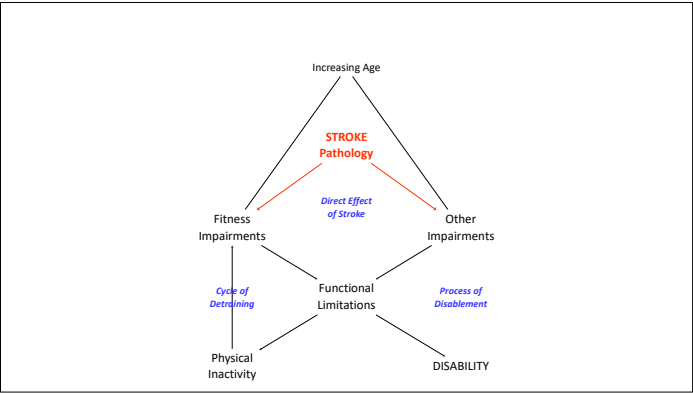 Increasing Age
STROKE
Pathology
Direct Effect
of Stroke
Fitness
Impairments
Other
Impairments
Cycle of
Detraining
Functional
Limitations
Process of
Disablement
Physical
Inactivity
DISABILITY